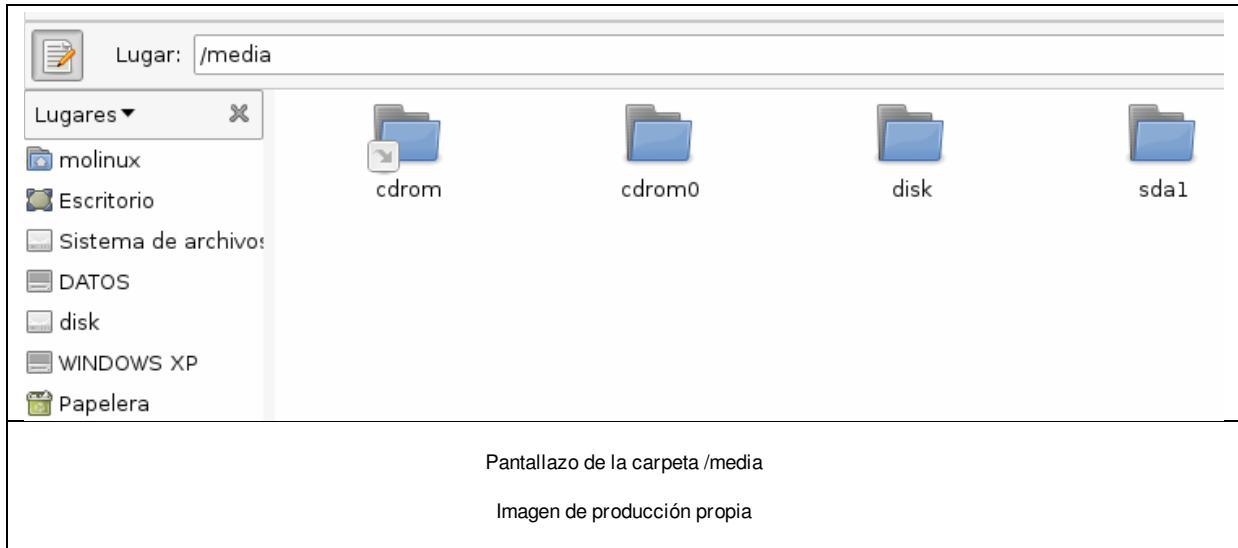 Lugar: /media
Lugares
molinux
Escritorio
Sistema de archivos
DATOS
disk
WINDOWS XP
Papelera
cdrom cdrom0 disk sda1
Pantallazo de la carpeta /media
Imagen de producción propia